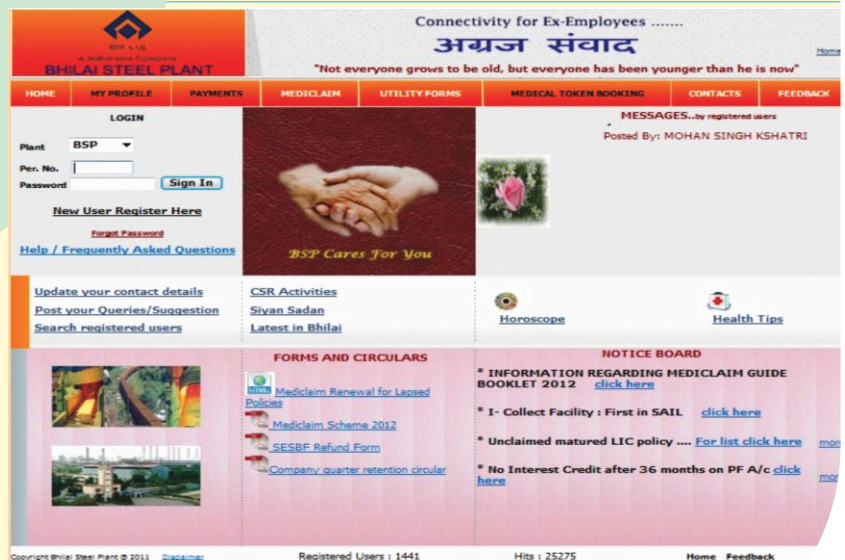 Connectivity for Ex-Employees .......
अग्रज संवाद
Home
A Maharatna Company
BHILAI STEEL PLANT
"Not everyone grows to be old, but everyone has been younger than he is now"
HOME MY PROFILE PAYMENTS MEDICLAIM UTILITY FORMS MEDICAL TOKEN BOOKING CONTACTS FEEDBACK
LOGIN
Plant BSP
Per. No.
Password Sign In
New User Register Here
Forgot Password
Help / Frequently Asked Questions
BSP Cares For You
MESSAGES..by registered users
Posted By: MOHAN SINGH KSHATRI
Update your contact details
Post your Queries/Suggestion
Search registered users
CSR Activities
Siyan Sadan
Latest in Bhilai
Horoscope
Health Tips
FORMS AND CIRCULARS
Mediclaim Renewal for Lapsed
Policies
Mediclaim Scheme 2012
SESBF Refund Form
Company quarter retention circular
NOTICE BOARD
* INFORMATION REGARDING MEDICLAIM GUIDE
BOOKLET 2012 click here
* I- Collect Facility : First in SAIL click here
* Unclaimed matured LIC policy .... For list click here mor
* No Interest Credit after 36 months on PF A/c click
here mor
Copyright Bhilai Steel Plant @ 2011 Disclaimer Registered Users : 1441 Hits : 25275 Home Feedback